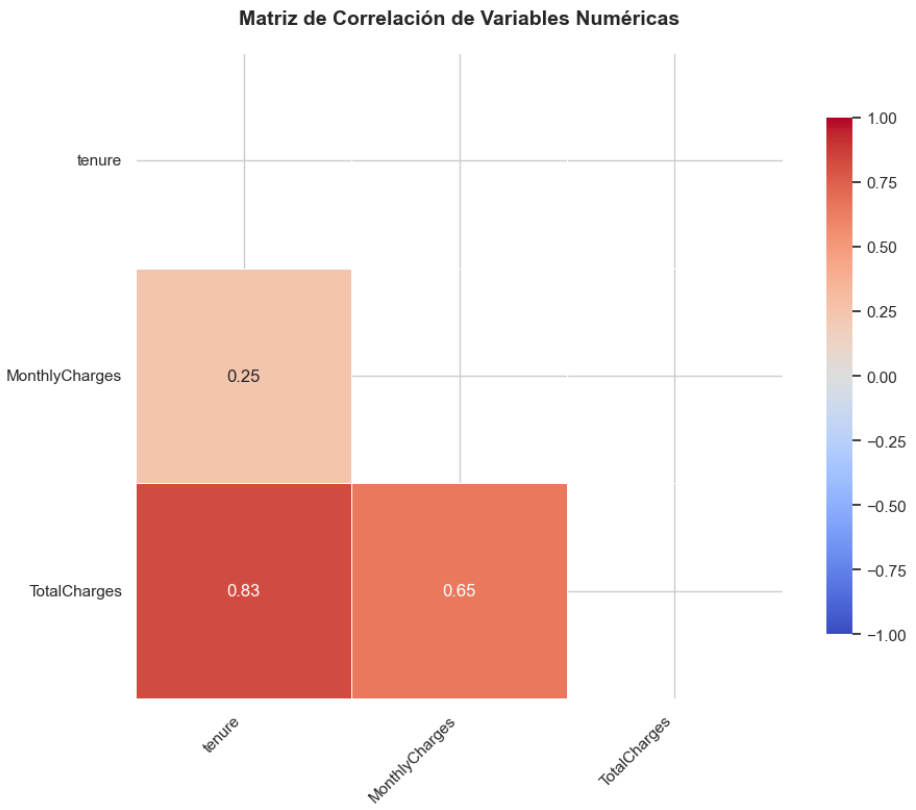 Matriz de Correlación de Variables Numéricas
tenure
MonthlyCharges
TotalCharges
0.25
0.83
0.65
tenure
MonthlyCharges
TotalCharges
1.00
0.75
0.50
0.25
0.00
−0.25
−0.50
−0.75
−1.00